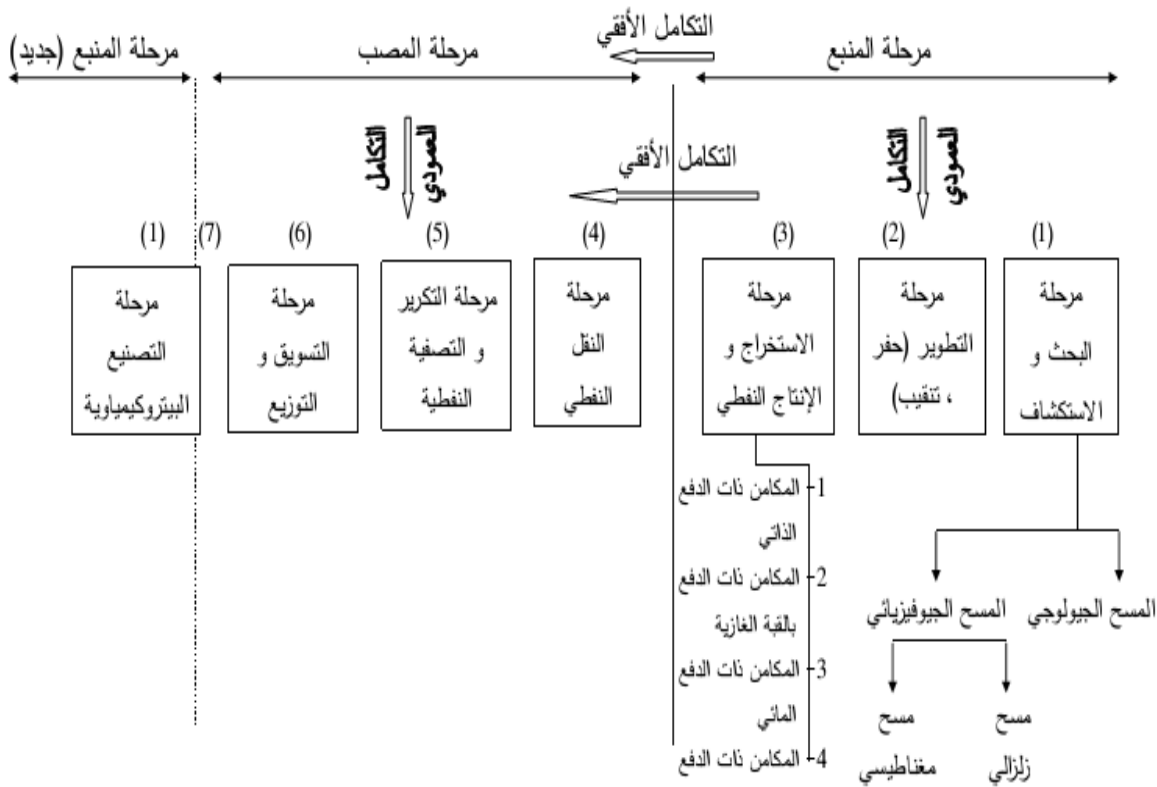 التكامل الأفقي
مرحلة المنبع
مرحلة المصب
مرحلة المنبع (جديد)
التكامل
العمودي
التكامل
العمودي
التكامل الأفقي
(1)
(2)
(3)
(4)
(5)
(6)
(7)
(1)
مرحلة
البحث و
الاستكشاف
مرحلة
التطوير (حفر
، تنقيب)
مرحلة
الاستخراج و
الإنتاج النفطي
مرحلة
النقل
النفطي
مرحلة التكرير
و التصفية
النفطية
مرحلة
التسويق و
التوزيع
مرحلة
التصنيع
البيتروكيمياوية
1- المكامن ذات الدفع
الذاتي
2- المكامن ذات الدفع
بالقبة الغازية
3- المكامن ذات الدفع
المائي
4- المكامن ذات الدفع
المسح الجيولوجي
المسح الجيوفيزيائي
مسح
زلزالي
مسح
مغناطيسي